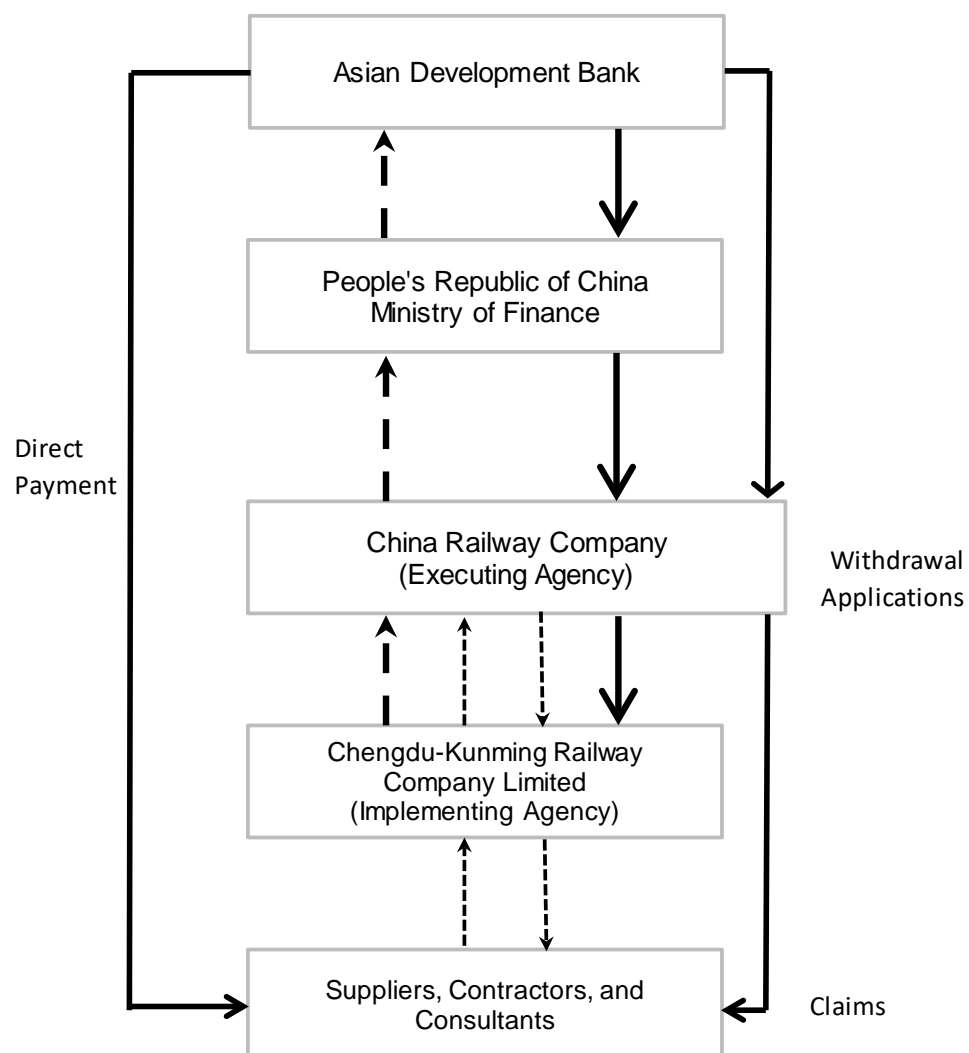 Asian Development Bank
People's Republic of China
Ministry of Finance
Direct
Payment
China Railway Company
(Executing Agency)
Withdrawal
Applications
Chengdu-Kunming Railway
Company Limited
(Implementing Agency)
Suppliers, Contractors, and
Consultants
Claims